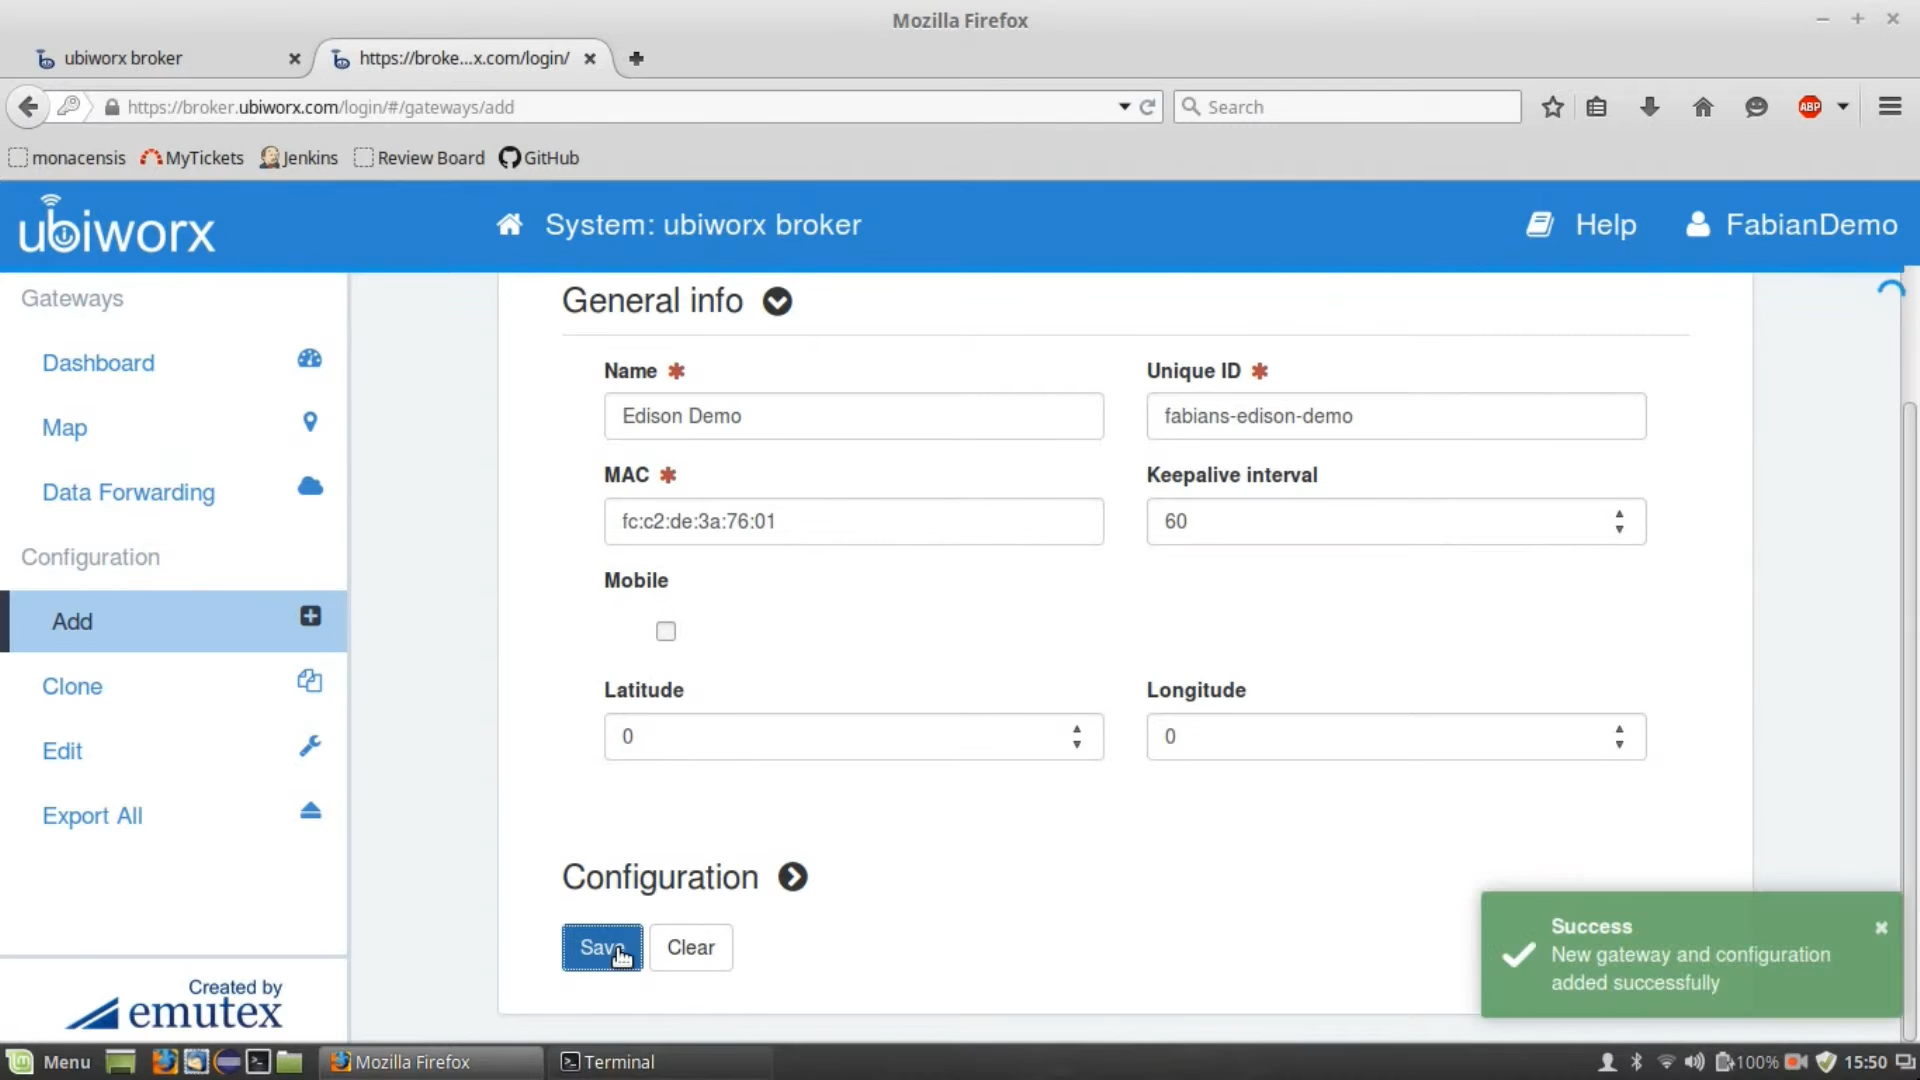 Mozilla Firefox
ubiworx broker
https://broke...x.com/login/
https://broker.ubiworx.com/login/#/gateways/add
Search
ABP
monacensis
MyTickets
Jenkins
Review Board
GitHub
ubiworx
System: ubiworx broker
Help
FabianDemo
Gateways
Dashboard
Map
Data Forwarding
Configuration
Add
Clone
Edit
Export All
Created by
emutex
General info
Name *
Unique ID *
Edison Demo
fabians-edison-demo
MAC *
Keepalive interval
fc:c2:de:3a:76:01
60
Mobile
Latitude
Longitude
0
0
Configuration
Save
Clear
Success
New gateway and configuration
added successfully
Menu
Mozilla Firefox
Terminal
100%
15:50